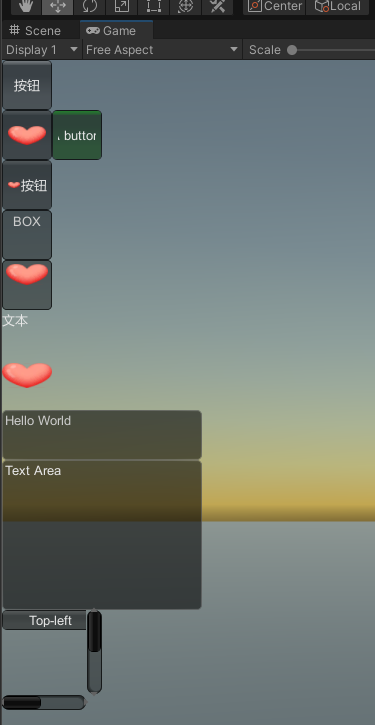 Center Local
Scene Game
Display 1 Free Aspect Scale
按钮
button
按钮
BOX
文本
Hello World
Text Area
Top-left